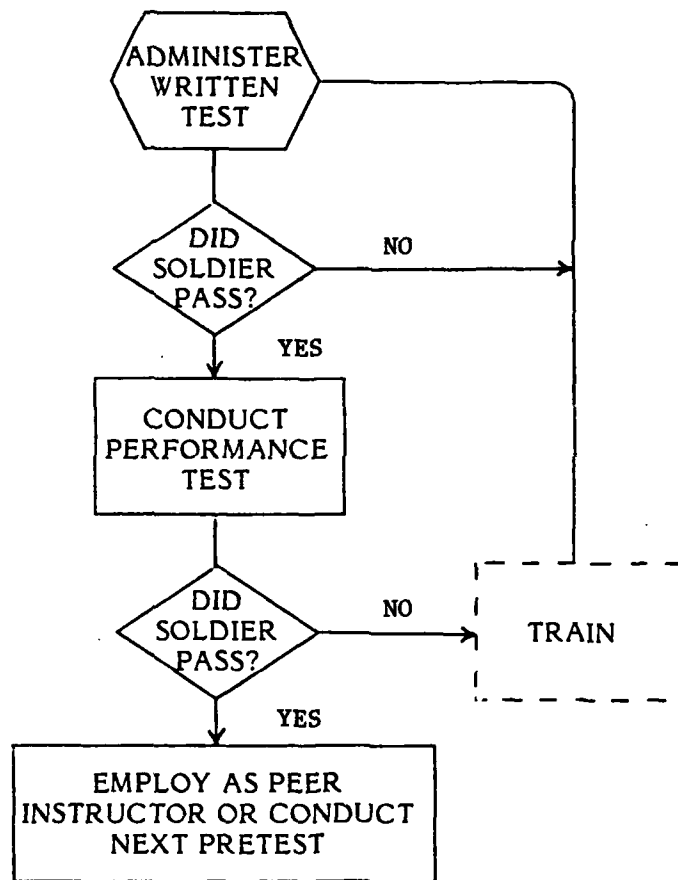 ADMINISTER
WRITTEN
TEST
DID
SOLDIER
PASS?
NO
YES
CONDUCT
PERFORMANCE
TEST
DID
SOLDIER
PASS?
NO
TRAIN
YES
EMPLOY AS PEER
INSTRUCTOR OR CONDUCT
NEXT PRETEST